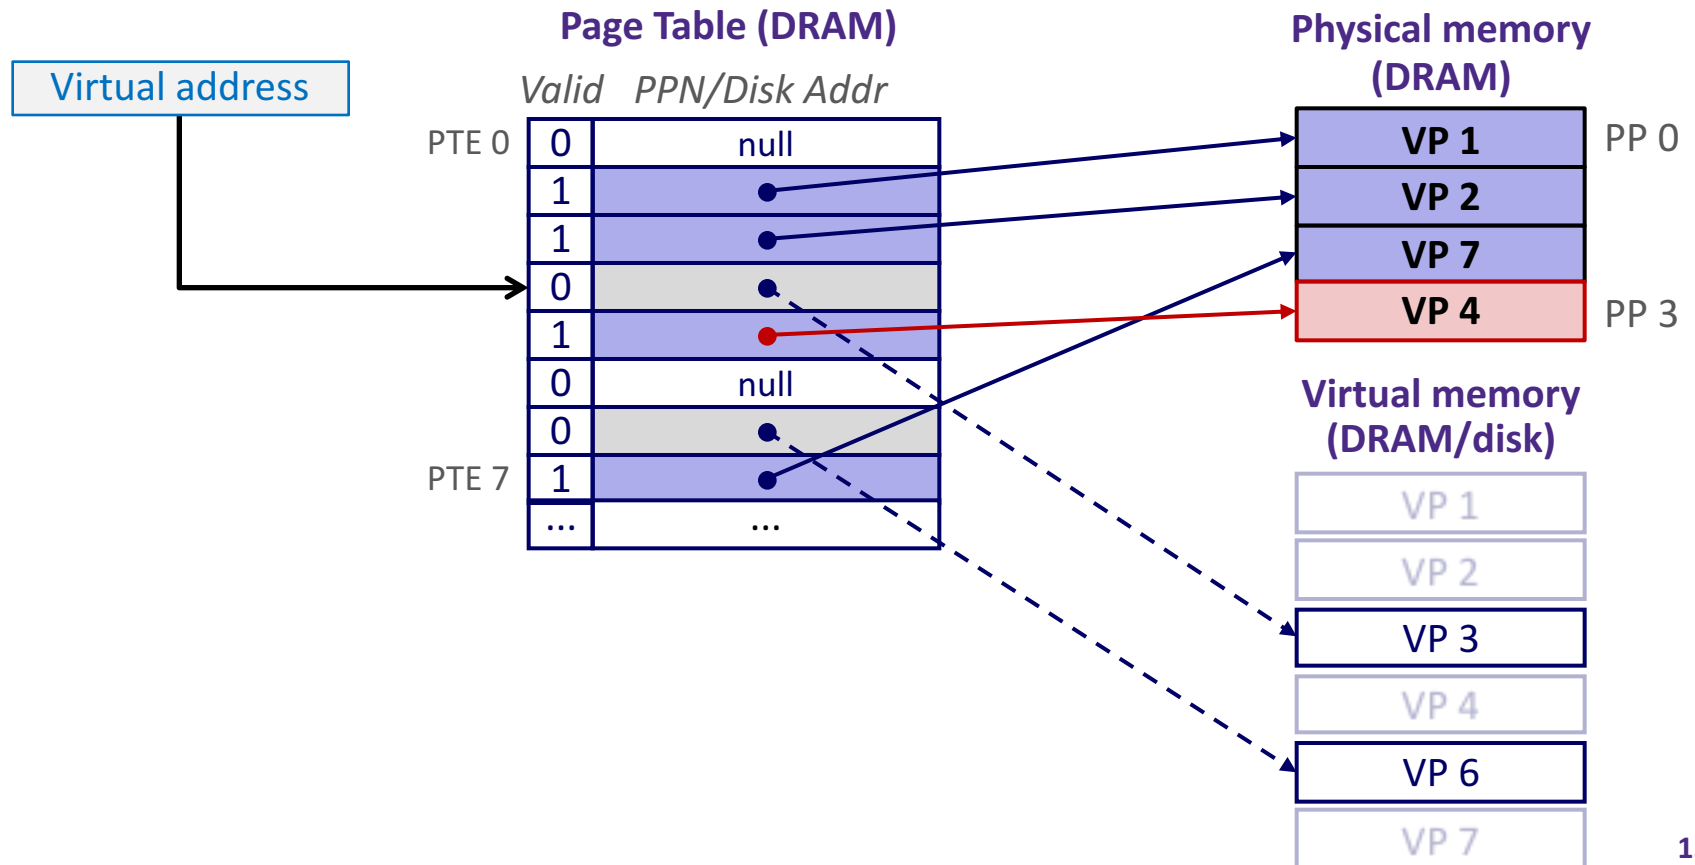 Page Table (DRAM)
Physical memory
(DRAM)
Virtual address
Valid PPN/Disk Addr
PTE 0 0 null
VP 1 PP 0
1
VP 2
1
VP 7
0
1
VP 4 PP 3
0 null
Virtual memory
(DRAM/disk)
0
PTE 7 1
... ...
VP 1
VP 2
VP 3
VP 4
VP 6
VP 7
1